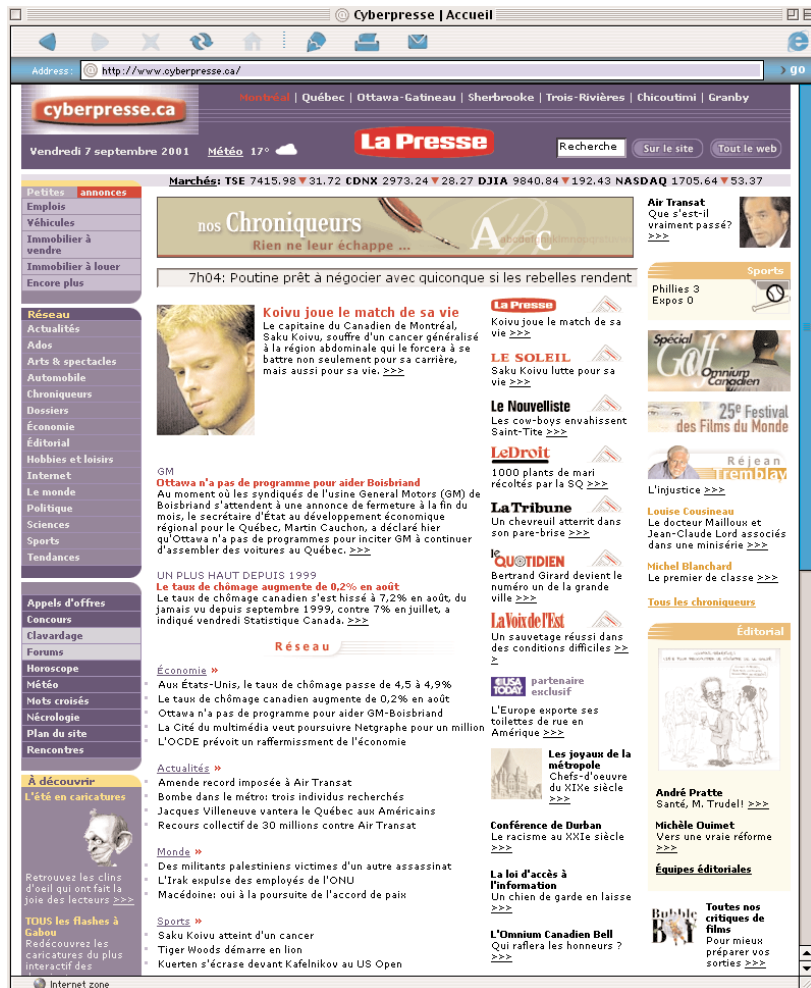 Cyberpresse | Accueil
Address: http://www.cyberpresse.ca/
go
cyberpresse.ca
Montréal | Québec | Ottawa-Gatineau | Sherbrooke | Trois-Rivières | Chicoutimi | Granby
La Presse
Vendredi 7 septembre 2001 Météo 17°
Recherche Sur le site Tout le web
Marchés: TSE 7415.98 ▼ 31.72 CDNX 2973.24 ▼ 28.27 DJIA 9840.84 ▼ 192.43 NASDAQ 1705.64 ▼ 53.37
Petites annonces
Emplois
Véhicules
Immobilier à
vendre
Immobilier à louer
Encore plus
Réseau
Actualités
Ados
Arts & spectacles
Automobile
Chroniqueurs
Dossiers
Économie
Éditorial
Hobbies et loisirs
Internet
Le monde
Politique
Sciences
Sports
Tendances
Appels d'offres
Concours
Clavardage
Forums
Horoscope
Météo
Mots croisés
Nécrologie
Plan du site
Rencontres
À découvrir
L'été en caricatures
Retrouvez les clins
d'oeil qui ont fait la
joie des lecteurs >>>
TOUS les flashes à
Gabou
Redécouvrez les
caricatures du plus
interactif des
nos Chroniqueurs
Rien ne leur échappe ...
ABc
7h04: Poutine prêt à négocier avec quiconque si les rebelles rendent
Koivu joue le match de sa vie
Le capitaine du Canadien de Montréal,
Saku Koivu, souffre d'un cancer généralisé
à la région abdominale qui le forcera à se
battre non seulement pour sa carrière,
mais aussi pour sa vie. >>>
GM
Ottawa n'a pas de programme pour aider Boisbriand
Au moment où les syndiqués de l'usine General Motors (GM) de
Boisbriand s'attendent à une annonce de fermeture à la fin du
mois, le secrétaire d'État au développement économique
régional pour le Québec, Martin Cauchon, a déclaré hier
qu'Ottawa n'a pas de programmes pour inciter GM à continuer
d'assembler des voitures au Québec. >>>
UN PLUS HAUT DEPUIS 1999
Le taux de chômage augmente de 0,2% en août
Le taux de chômage canadien s'est hissé à 7,2% en août, du
jamais vu depuis septembre 1999, contre 7% en juillet, a
indiqué vendredi Statistique Canada. >>>
Réseau
Économie »
Aux États-Unis, le taux de chômage passe de 4,5 à 4,9%
Le taux de chômage canadien augmente de 0,2% en août
Ottawa n'a pas de programme pour aider GM-Boisbriand
La Cité du multimédia veut poursuivre Netgraphe pour un million
L'OCDE prévoit un raffermissment de l'économie
Actualités »
Amende record imposée à Air Transat
Bombe dans le métro: trois individus recherchés
Jacques Villeneuve vantera le Québec aux Américains
Recours collectif de 30 millions contre Air Transat
Monde »
Des militants palestiniens victimes d'un autre assassinat
L'Irak expulse des employés de l'ONU
Macédoine: oui à la poursuite de l'accord de paix
Sports »
Saku Koivu atteint d'un cancer
Tiger Woods démarre en lion
Kuerten s'écrase devant Kafelnikov au US Open
La Presse
Koivu joue le match de sa
vie >>>
LE SOLEIL
Saku Koivu lutte pour sa
vie >>>
Le Nouvelliste
Les cow-boys envahissent
Saint-Tite >>>
LeDroit
1000 plants de mari
récoltés par la SQ >>>
La Tribune
Un chevreuil atterrit dans
son pare-brise >>>
le QUOTIDIEN
Bertrand Girard devient le
numéro un de la grande
ville >>>
La Voix de l'Est
Un sauvetage réussi dans
des conditions difficiles >>
>
USA TODAY
partenaire
exclusif
L'Europe exporte ses
toilettes de rue en
Amérique >>>
Les joyaux de la
métropole
Chefs-d'oeuvre
du XIXe siècle
>>>
Conférence de Durban
Le racisme au XXIe siècle
>>>
La loi d'accès à
l'information
Un chien de garde en laisse
>>>
L'Omnium Canadien Bell
Qui raflera les honneurs ?
>>>
Air Transat
Que s'est-il
vraiment passé?
>>>
Sports
Phillies 3
Expos 0
Spécial
Golf
Omnium
Canadien
25e Festival
des Films du Monde
Réjean
Tremblay
L'injustice >>>
Louise Cousineau
Le docteur Mailloux et
Jean-Claude Lord associés
dans une minisérie >>>
Michel Blanchard
Le premier de classe >>>
Tous les chroniqueurs
Éditorial
André Pratte
Santé, M. Trudel! >>>
Michèle Ouimet
Vers une vraie réforme
>>>
Équipes éditoriales
Toutes nos
critiques de
films
Pour mieux
préparer vos
sorties >>>
Internet zone